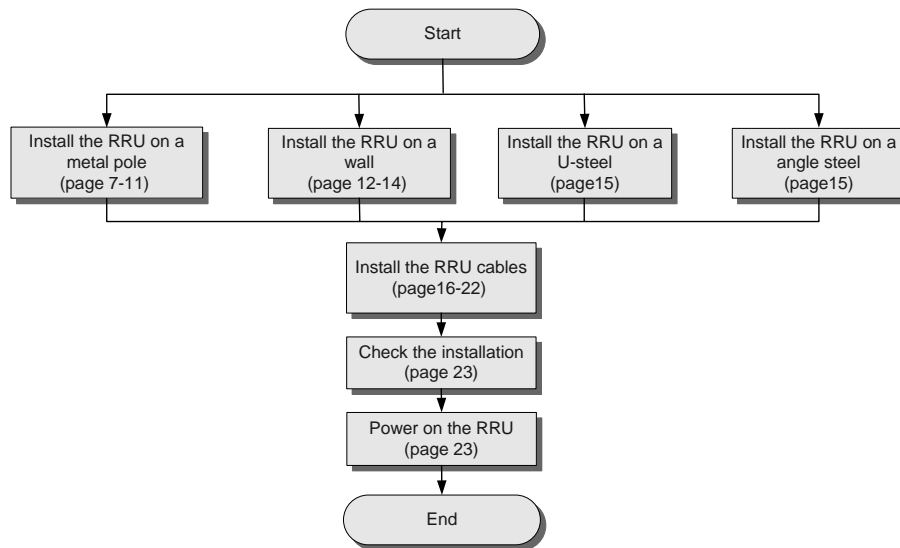 Start
Install the RRU on a
metal pole
(page 7-11)
Install the RRU on a
wall
(page 12-14)
Install the RRU on a
U-steel
(page15)
Install the RRU on a
angle steel
(page15)
Install the RRU cables
(page16-22)
Check the installation
(page 23)
Power on the RRU
(page 23)
End